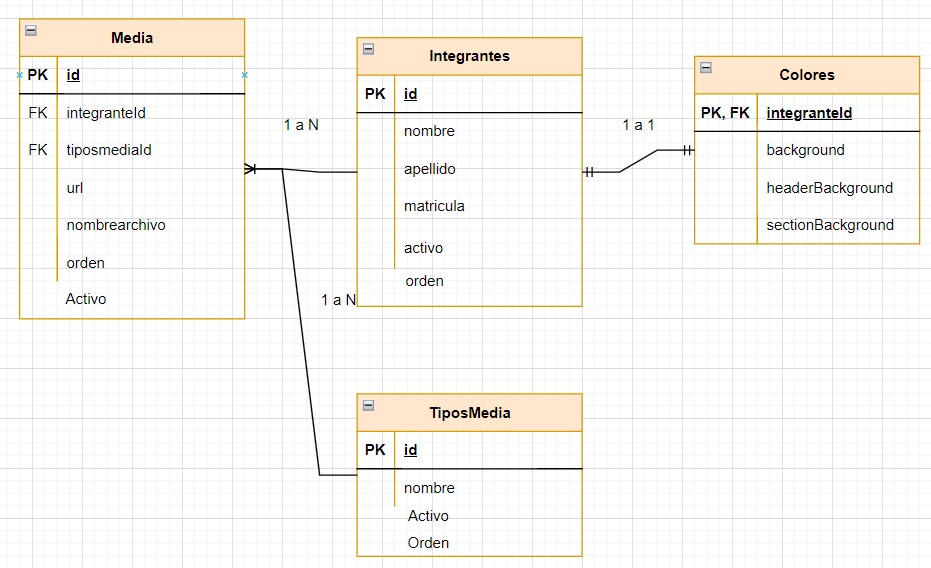 Media
PK id
FK integranteId
FK tiposmediaId
url
nombrearchivo
orden
Activo
1 a N
1 a N
Integrantes
PK id
nombre
apellido
matricula
activo
orden
1 a 1
Colores
PK, FK integranteId
background
headerBackground
sectionBackground
TiposMedia
PK id
nombre
Activo
Orden